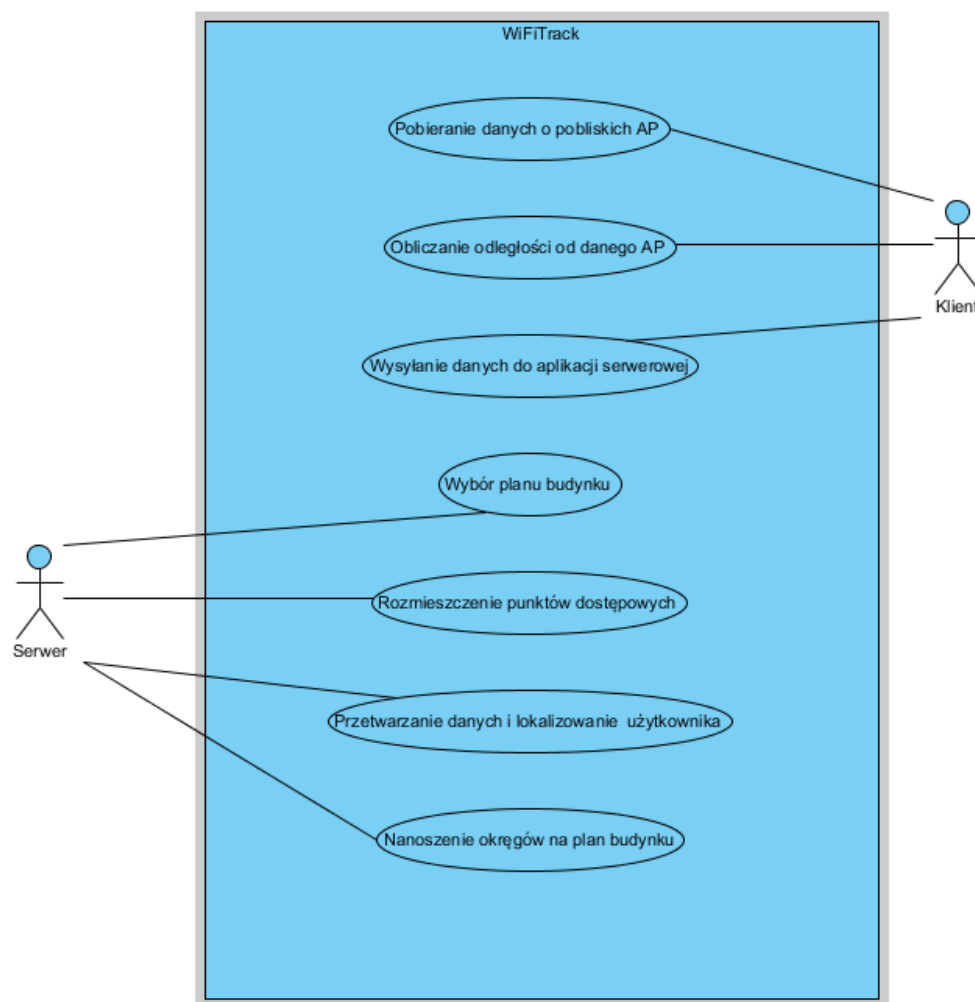 WiFiTrack
Pobieranie danych o pobliskich AP
Obliczanie odległości od danego AP
Klient
Wysyłanie danych do aplikacji serwerowej
Wybór planu budynku
Rozmieszczenie punktów dostępowych
Serwer
Przetwarzanie danych i lokalizowanie użytkownika
Nanoszenie okręgów na plan budynku